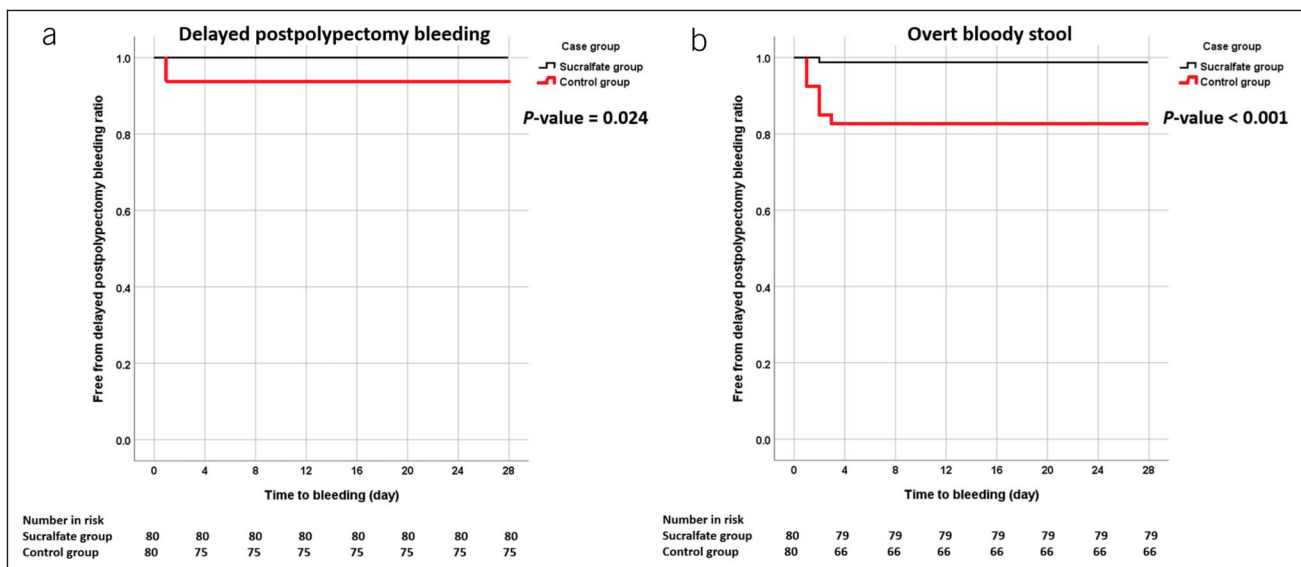 a
Delayed postpolypectomy bleeding
Case group
Sucralfate group
Control group
P-value = 0.024
Free from delayed postpolypectomy bleeding ratio
1.0
0.8
0.6
0.4
0.2
0.0
0 4 8 12 16 20 24 28
Time to bleeding (day)
Number in risk
Sucralfate group 80 80 80 80 80 80 80 80
Control group 80 75 75 75 75 75 75 75
b
Overt bloody stool
Case group
Sucralfate group
Control group
P-value < 0.001
Free from delayed postpolypectomy bleeding ratio
1.0
0.8
0.6
0.4
0.2
0.0
0 4 8 12 16 20 24 28
Time to bleeding (day)
Number in risk
Sucralfate group 80 79 79 79 79 79 79 79
Control group 80 66 66 66 66 66 66 66